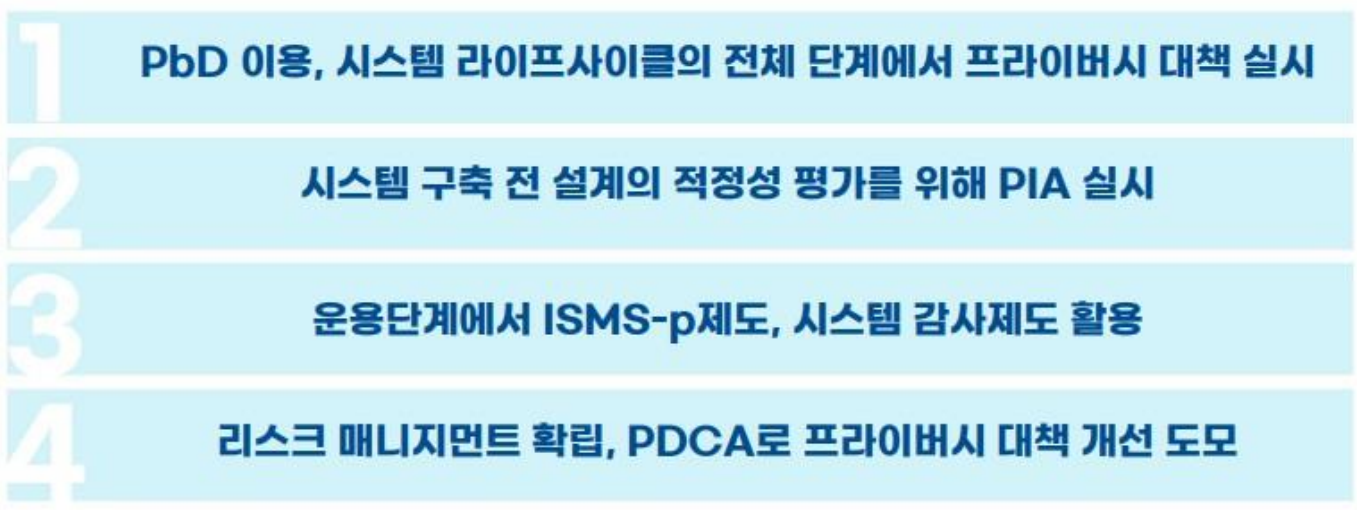 1 PbD 이용, 시스템 라이프사이클의 전체 단계에서 프라이버시 대책 실시
2 시스템 구축 전 설계의 적정성 평가를 위해 PIA 실시
3 운용단계에서 ISMS-p제도, 시스템 감사제도 활용
4 리스크 매니지먼트 확립, PDCA로 프라이버시 대책 개선 도모